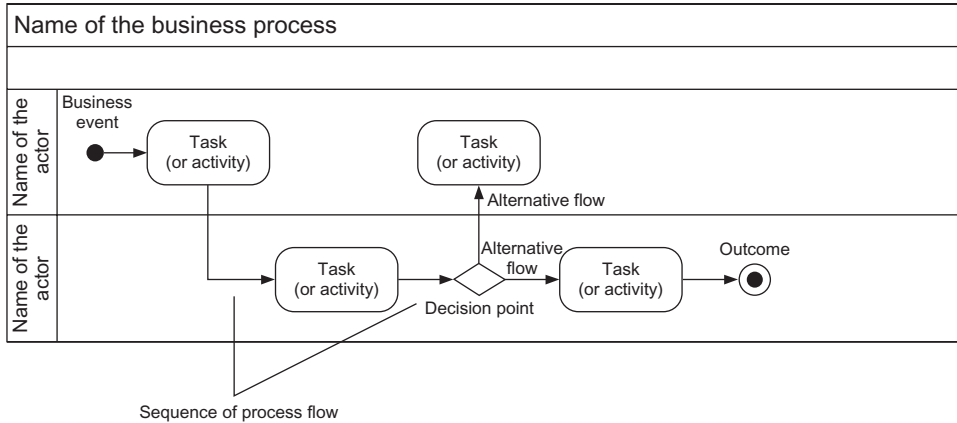 Name of the business process
Name of the
actor
Business
event
Task
(or activity)
Task
(or activity)
Alternative flow
Name of the
actor
Task
(or activity)
Alternative
flow
Decision point
Task
(or activity)
Outcome
Sequence of process flow